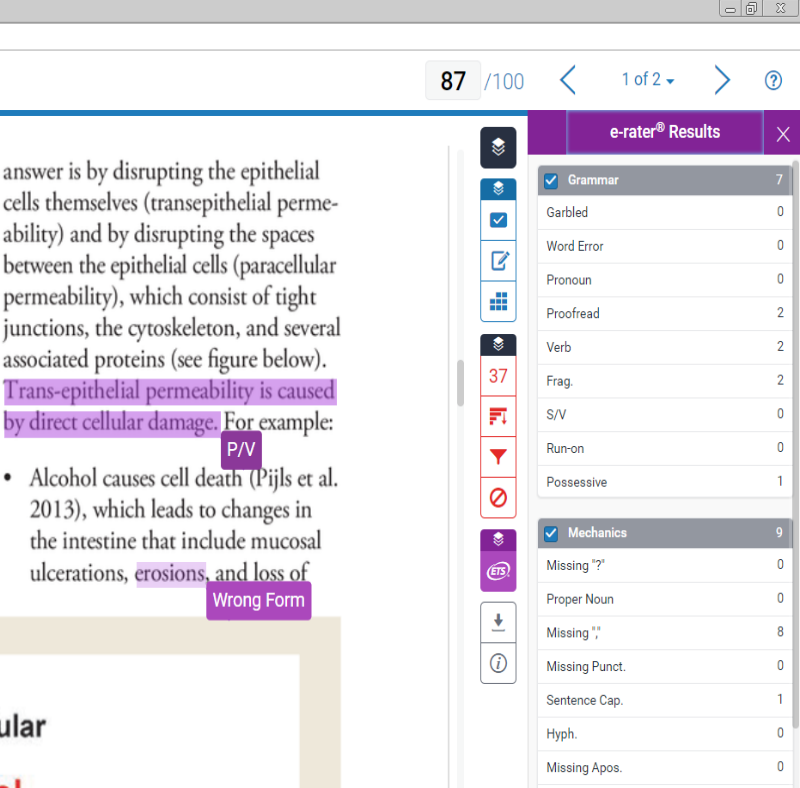 87 /100
1 of 2
?
e-rater® Results
answer is by disrupting the epithelial
cells themselves (transepithelial perme-
ability) and by disrupting the spaces
between the epithelial cells (paracellular
permeability), which consist of tight
junctions, the cytoskeleton, and several
associated proteins (see figure below).
Trans-epithelial permeability is caused
by direct cellular damage. For example:
P/V
• Alcohol causes cell death (Pijls et al.
2013), which leads to changes in
the intestine that include mucosal
ulcerations, erosions, and loss of
Wrong Form
ular
37
ETS
i
Grammar 7
Garbled 0
Word Error 0
Pronoun 0
Proofread 2
Verb 2
Frag. 2
S/V 0
Run-on 0
Possessive 1
Mechanics 9
Missing "?" 0
Proper Noun 0
Missing "," 8
Missing Punct. 0
Sentence Cap. 1
Hyph. 0
Missing Apos. 0